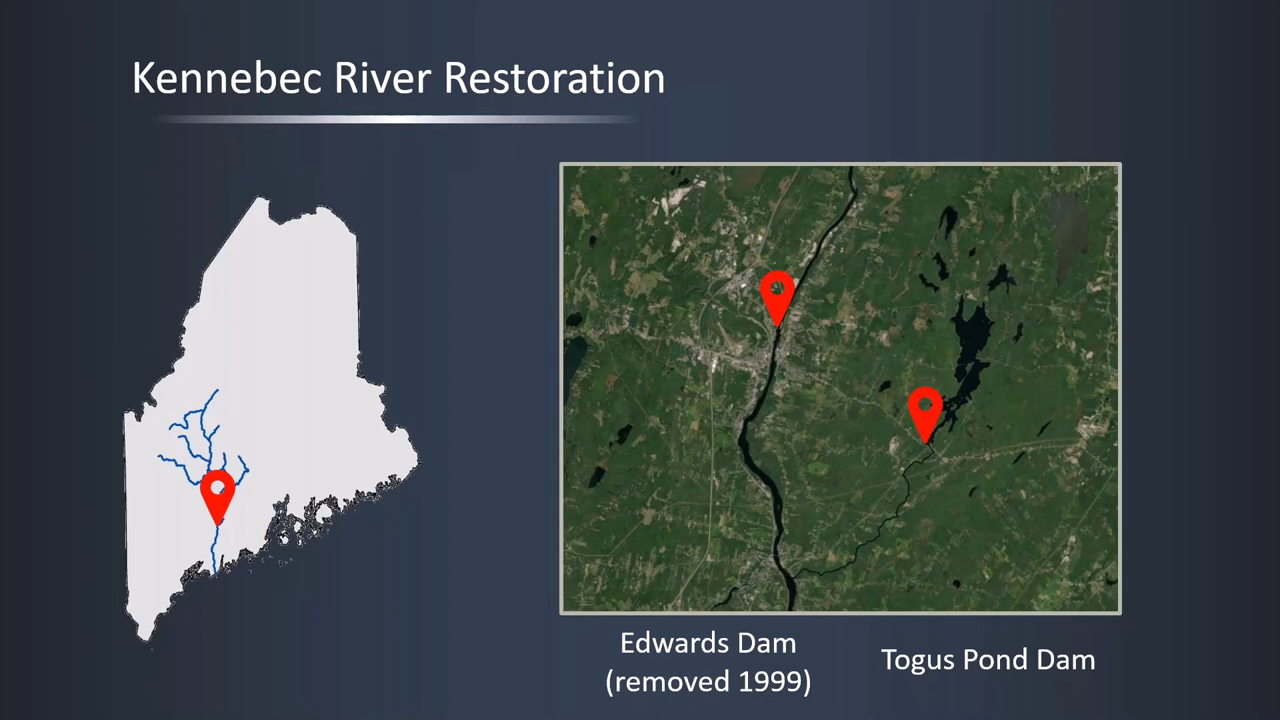 Kennebec River Restoration
Edwards Dam
(removed 1999)
Togus Pond Dam